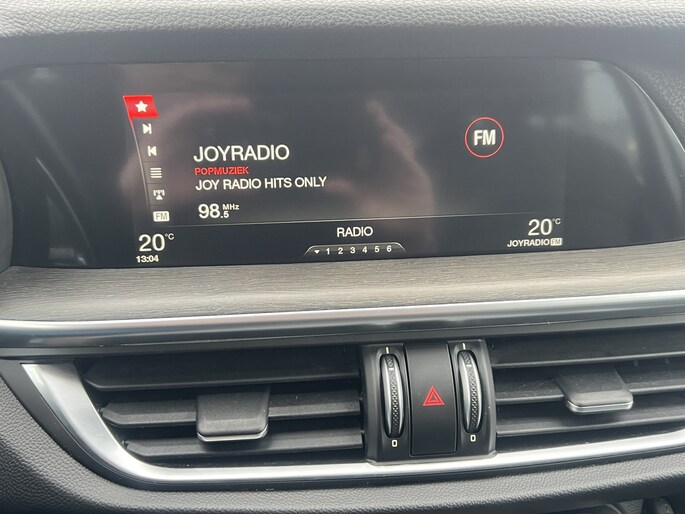 JOYRADIO
POPMUZIEK
JOY RADIO HITS ONLY
98.5 MHz
FM
FM
20°C
13:04
RADIO
1 2 3 4 5 6
20°C
JOYRADIO FM